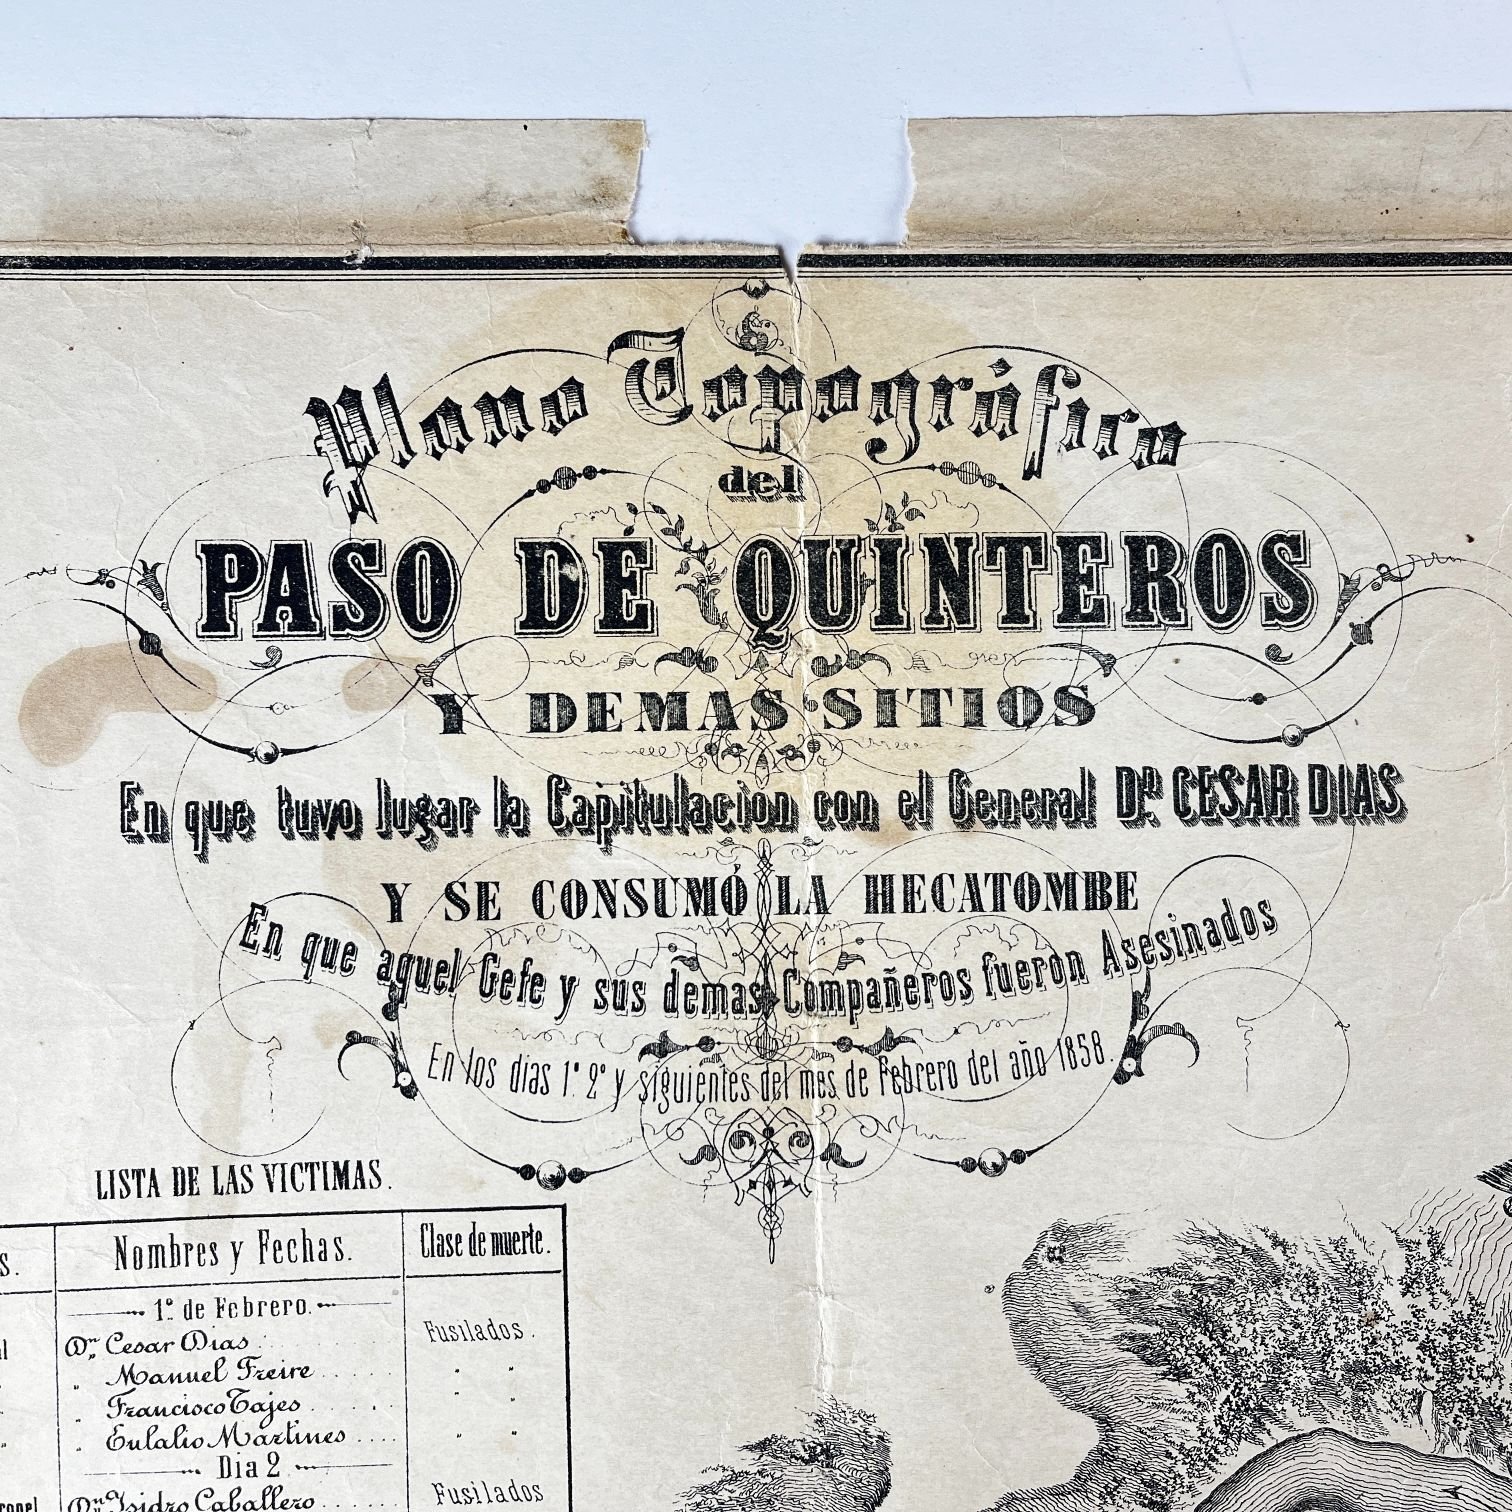 Plano Topográfico
del
PASO DE QUINTEROS
Y DEMAS SITIOS
En que tuvo lugar la Capitulacion con el General Dn. CESAR DIAS
Y SE CONSUMÓ LA HECATOMBE
En que aquel Gefe y sus demas Compañeros fueron Asesinados
En los dias 1º 2º y siguientes del mes de Febrero del año 1858.
LISTA DE LAS VICTIMAS.
Nombres y Fechas. Clase de muerte.
1º de Febrero.
Dn. Cesar Dias Fusilados.
" Manuel Freire " "
" Francisco Tajes " "
" Eulalio Martines " "
Dia 2
Dn. Isidro Caballero Fusilados